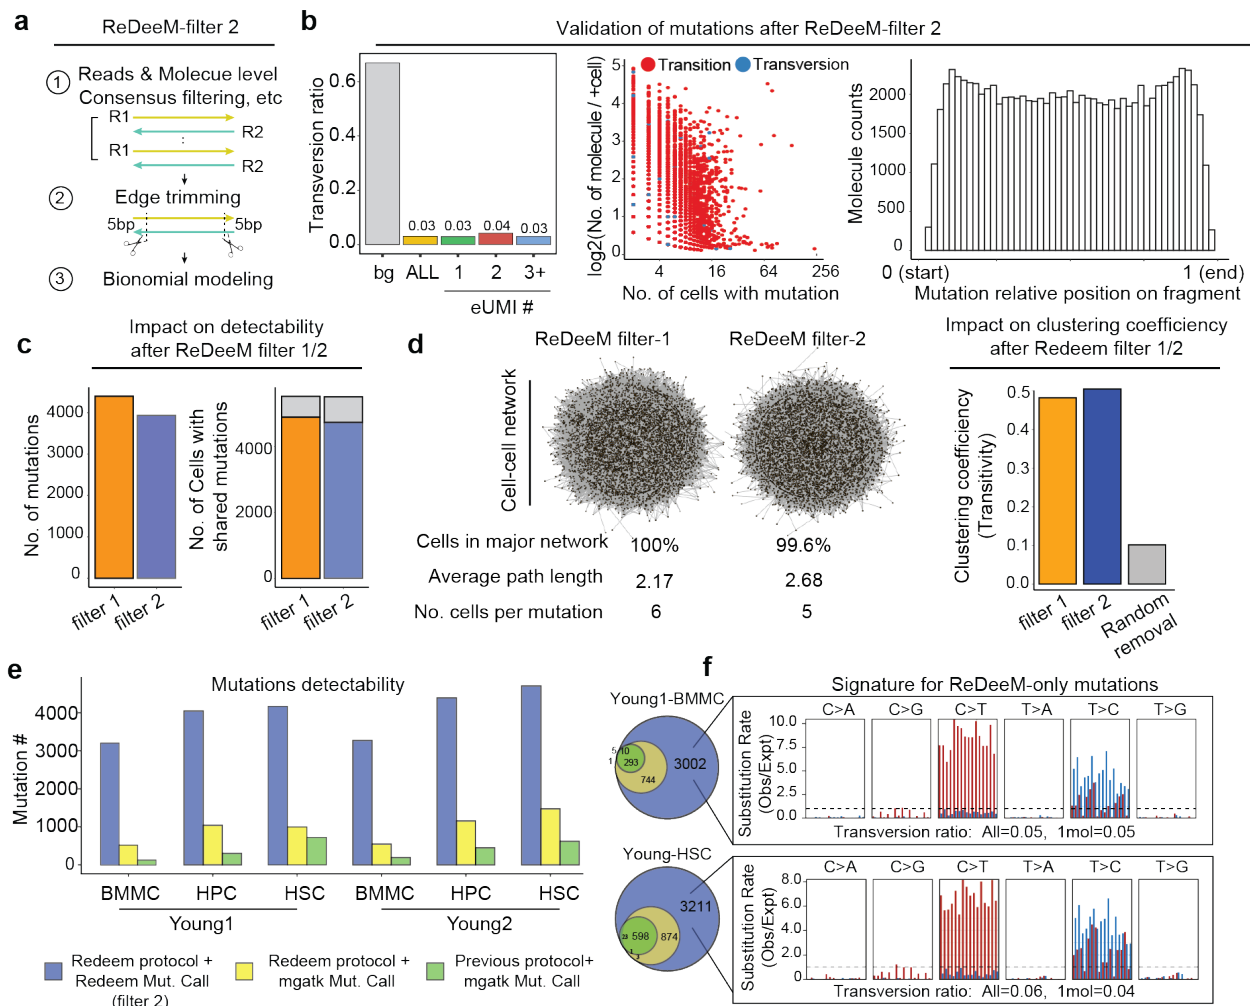 a
ReDeeM-filter 2
1 Reads & Molecue level
Consensus filtering, etc
R1
R2
:
R1
R2
2 Edge trimming
5bp 5bp
3 Bionomial modeling
b
Validation of mutations after ReDeeM-filter 2
Transversion ratio
0.6
0.4
0.2
0.0
0.03 0.03 0.04 0.03
bg ALL 1 2 3+
eUMI #
Transition Transversion
log2(No. of molecule / +cell)
5
4
3
2
1
0
4 16 64 256
No. of cells with mutation
Molecule counts
2000
1500
1000
500
0
0 (start) 1 (end)
Mutation relative position on fragment
c
Impact on detectability
after ReDeeM filter 1/2
No. of mutations
4000
3000
2000
1000
0
filter 1 filter 2
No. of Cells with
shared mutations
4000
2000
0
filter 1 filter 2
d
ReDeeM filter-1 ReDeeM filter-2
Cell-cell network
Cells in major network 100% 99.6%
Average path length 2.17 2.68
No. cells per mutation 6 5
Impact on clustering coefficiency
after Redeem filter 1/2
Clustering coefficiency
(Transitivity)
0.5
0.4
0.3
0.2
0.1
0.0
filter 1 filter 2 Random
removal
e
Mutations detectability
Mutation #
4000
3000
2000
1000
0
BMMC HPC HSC BMMC HPC HSC
Young1 Young2
Redeem protocol +
Redeem Mut. Call
(filter 2)
Redeem protocol +
mgatk Mut. Call
Previous protocol+
mgatk Mut. Call
f
Signature for ReDeeM-only mutations
Young1-BMMC
5 10
1 293
744
3002
C>A C>G C>T T>A T>C T>G
Substitution Rate
(Obs/Expt)
10.0
7.5
5.0
2.5
0.0
Transversion ratio: All=0.05, 1mol=0.05
Young-HSC
3211
598 874
C>A C>G C>T T>A T>C T>G
Substitution Rate
(Obs/Expt)
8.0
6.0
4.0
2.0
0.0
Transversion ratio: All=0.06, 1mol=0.04